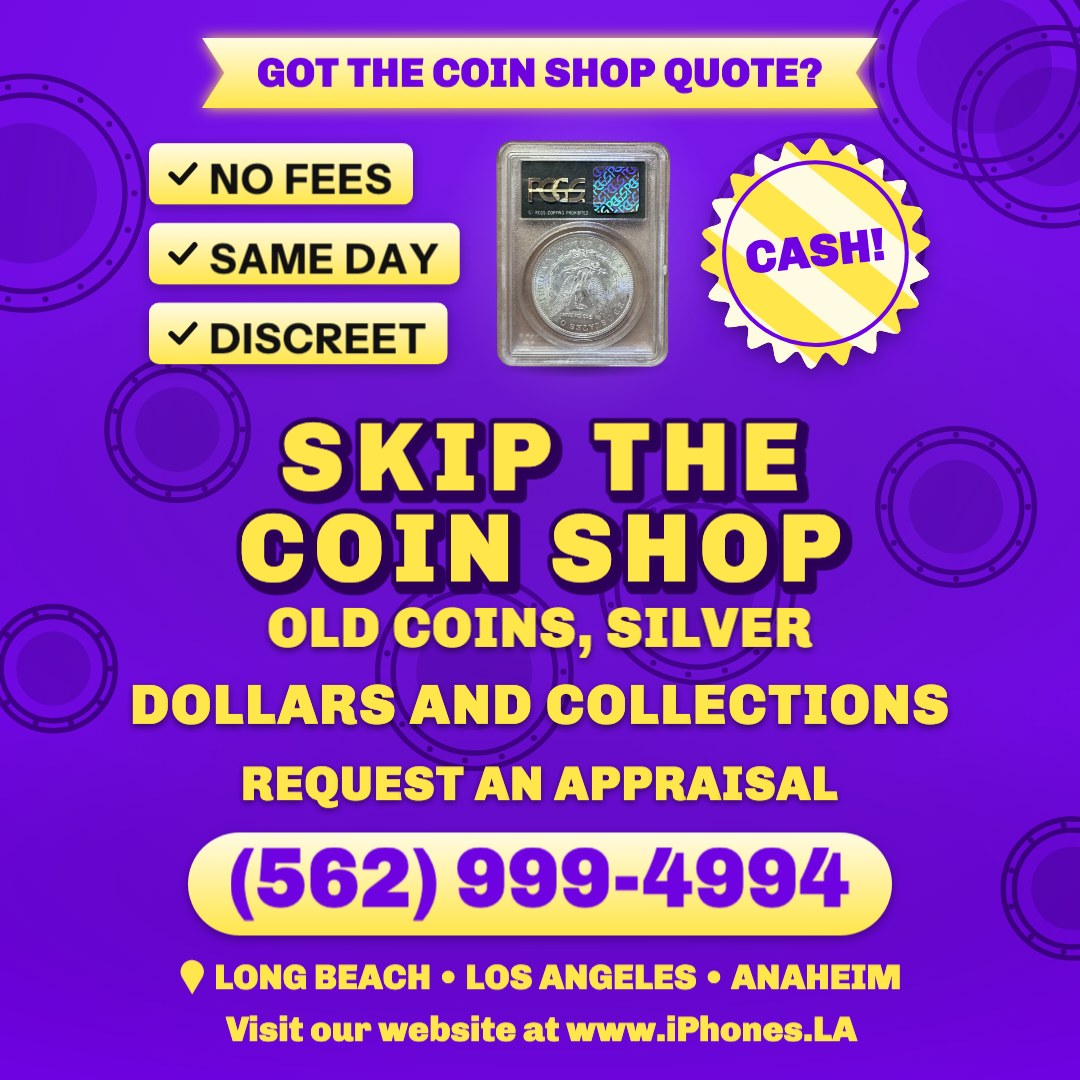 GOT THE COIN SHOP QUOTE?
✓ NO FEES
✓ SAME DAY
✓ DISCREET
PCGS
CASH!
SKIP THE
COIN SHOP
OLD COINS, SILVER
DOLLARS AND COLLECTIONS
REQUEST AN APPRAISAL
(562) 999-4994
LONG BEACH • LOS ANGELES • ANAHEIM
Visit our website at www.iPhones.LA